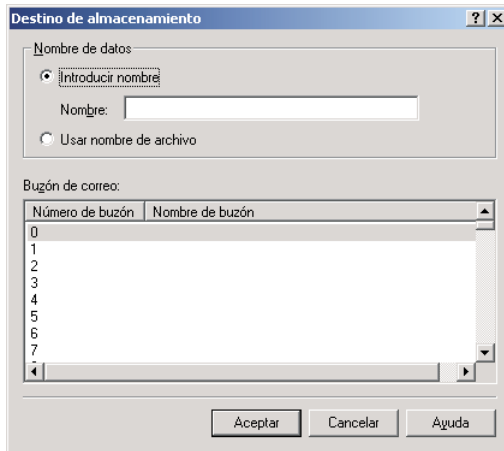 Destino de almacenamiento
Nombre de datos
Introducir nombre
Nombre:
Usar nombre de archivo
Buzón de correo:
Número de buzón Nombre de buzón
0
1
2
3
4
5
6
7
Aceptar Cancelar Ayuda